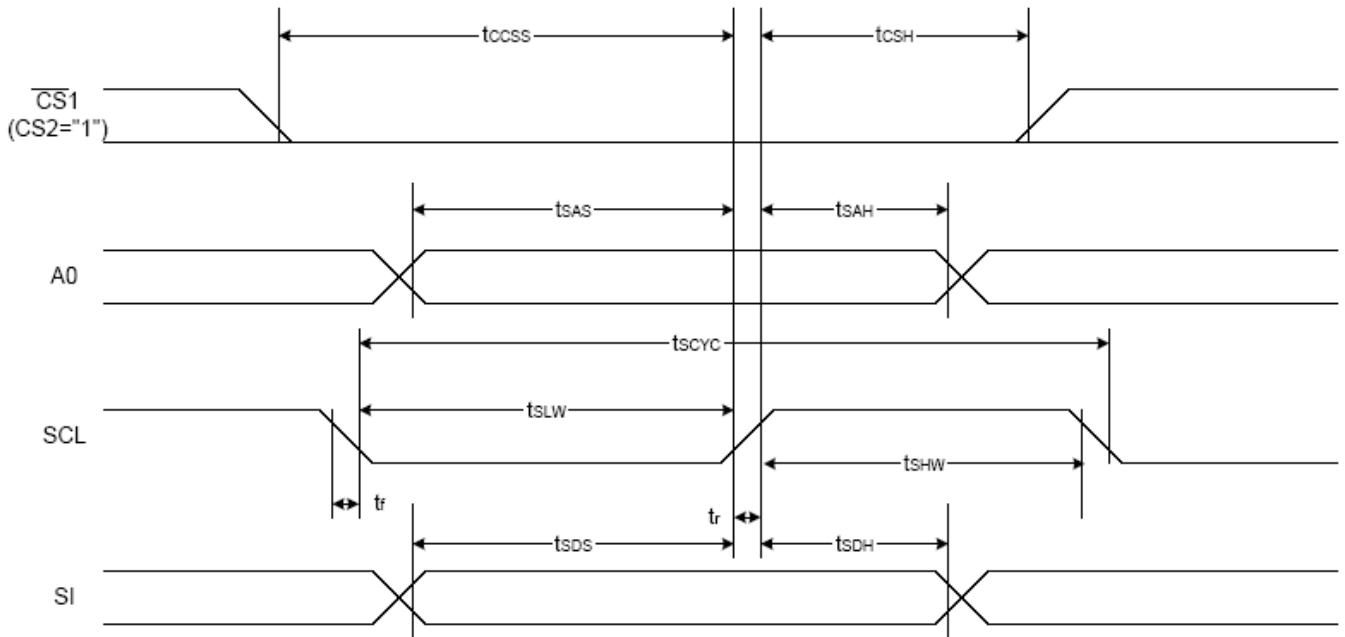 tCCSS
tCSH
CS1
(CS2="1")
tSAS
tSAH
A0
tSCYC
tSLW
SCL
tSHW
tf
tr
tSDS
tSDH
SI